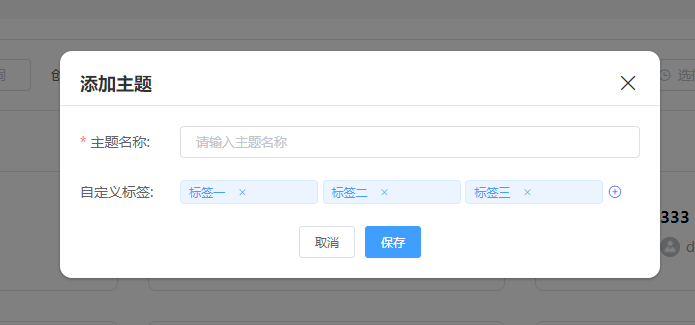 添加主题
* 主题名称:
请输入主题名称
自定义标签:
标签一
标签二
标签三
取消
保存
创
选
333
d